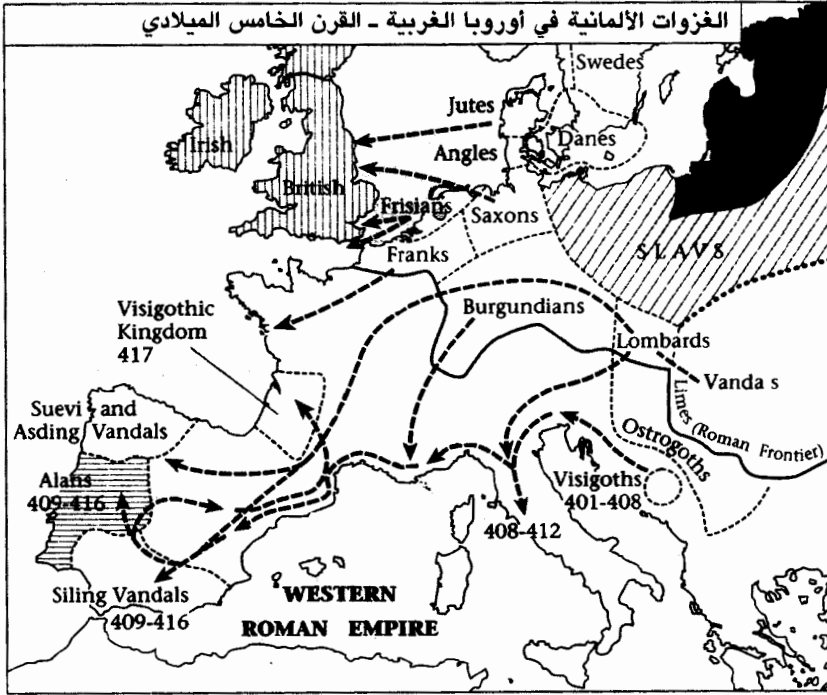 الغزوات الألمانية في أوروبا الغربية ـ القرن الخامس الميلادي
Swedes
Jutes
Danes
Angles
Irish
British
Frisians
Saxons
SLAVS
Franks
Visigothic
Kingdom
417
Burgundians
Lombards
Vanda s
Limes (Roman Frontier)
Suevi and
Asding Vandals
Ostrogoths
Alans
409-416
Visigoths
401-408
408-412
Siling Vandals
409-416
WESTERN
ROMAN EMPIRE